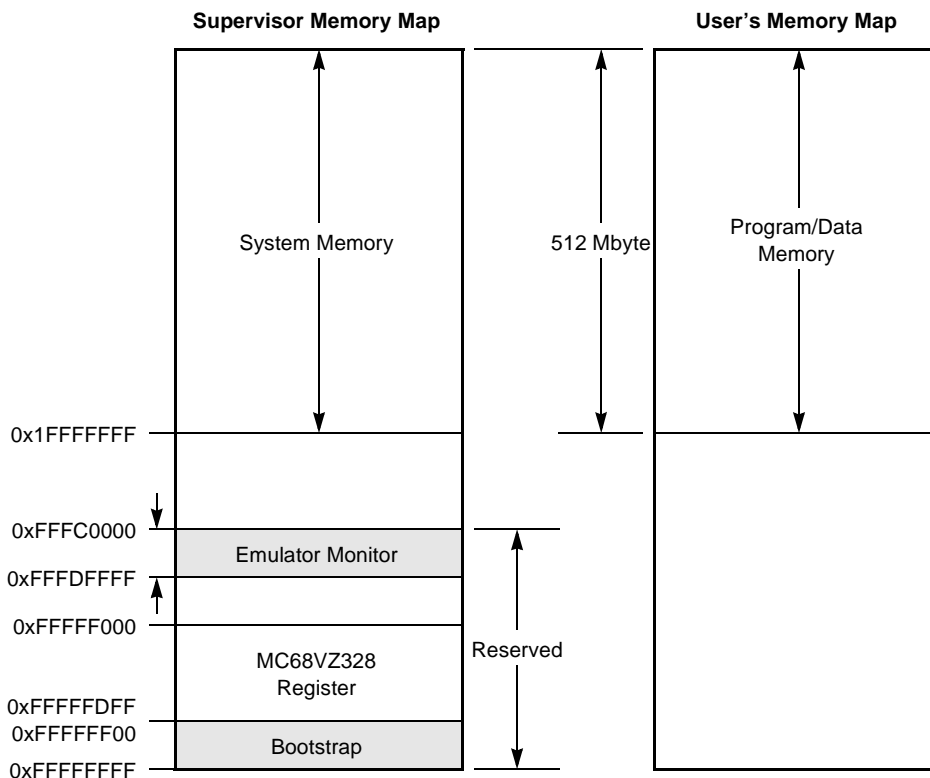 Supervisor Memory Map
User's Memory Map
System Memory
512 Mbyte
Program/Data
Memory
0x1FFFFFFF
0xFFFC0000
Emulator Monitor
0xFFFDFFFF
0xFFFFF000
MC68VZ328
Register
Reserved
0xFFFFFDFF
0xFFFFFF00
Bootstrap
0xFFFFFFFF